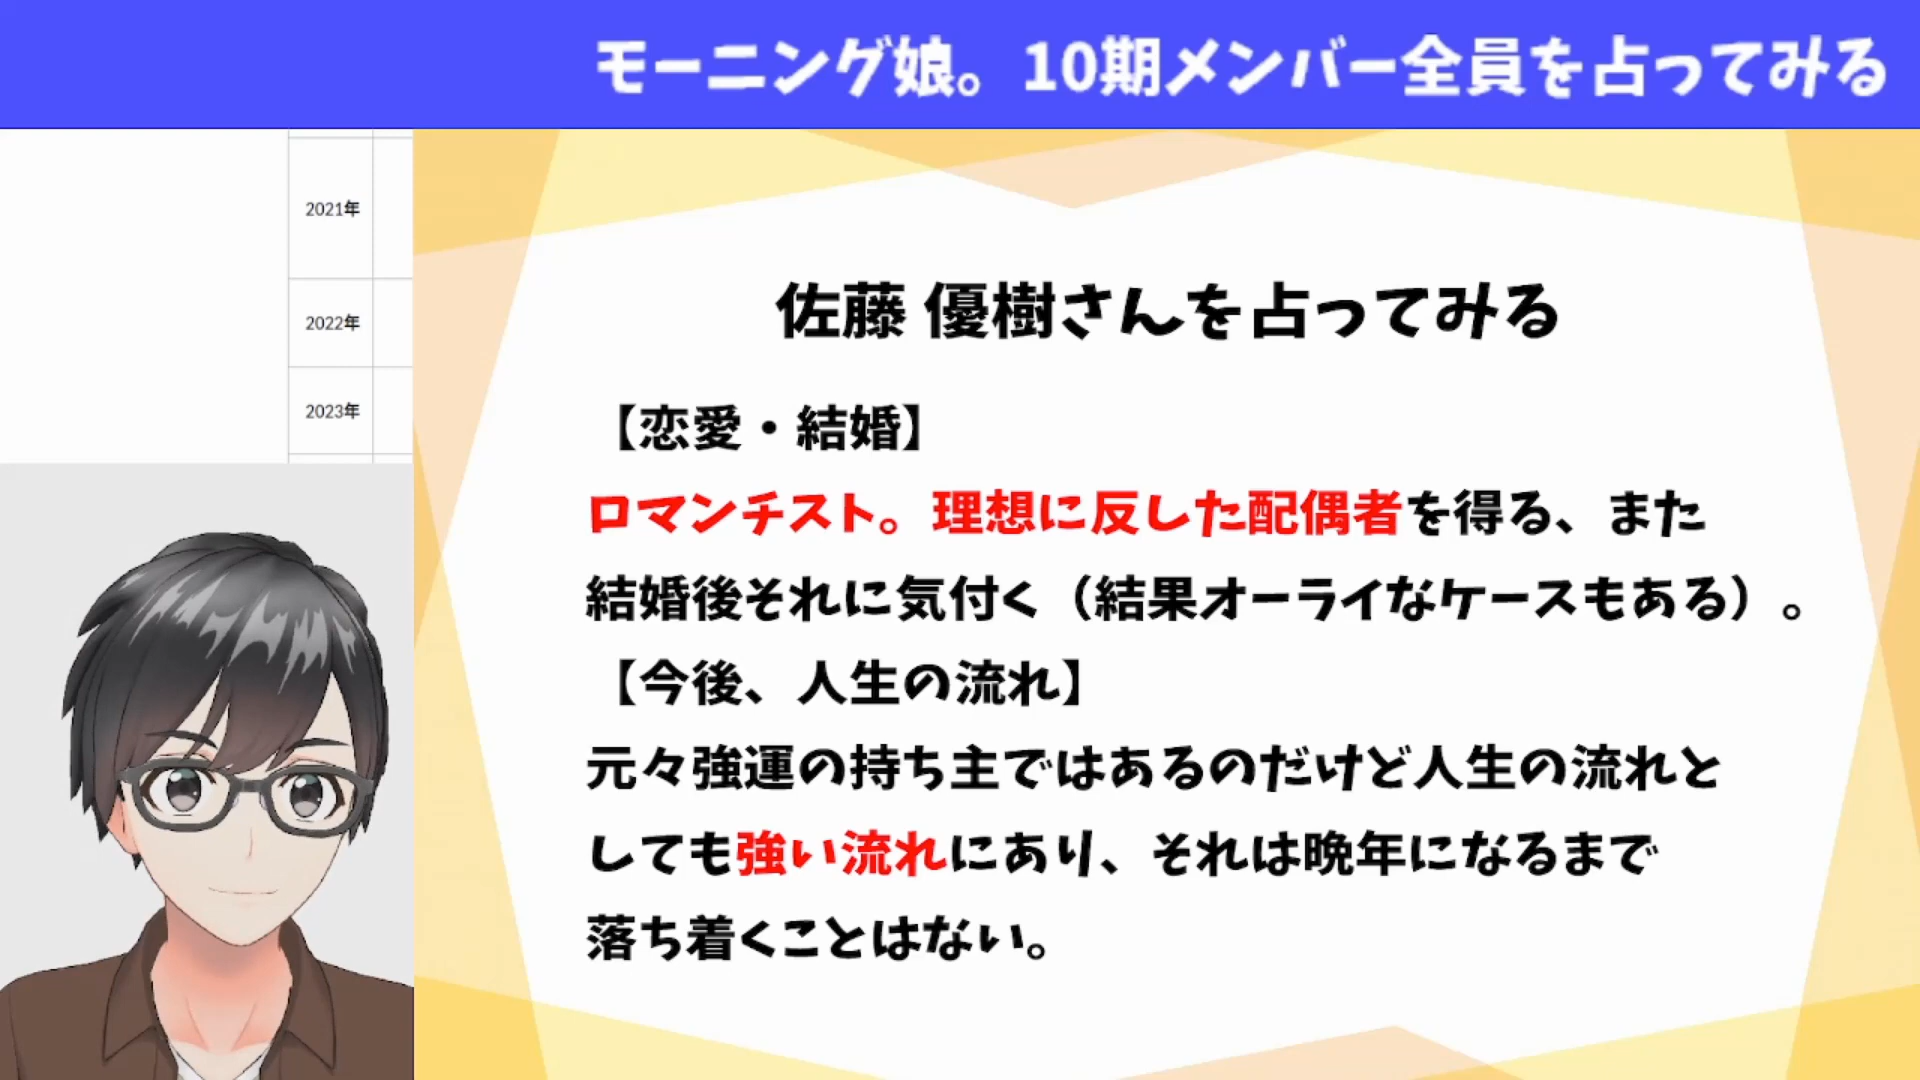 モーニング娘。10期メンバー全員を占ってみる
2021年
2022年
2023年
佐藤 優樹さんを占ってみる
【恋愛・結婚】
ロマンチスト。理想に反した配偶者を得る、また
結婚後それに気付く（結果オーライなケースもある）。
【今後、人生の流れ】
元々強運の持ち主ではあるのだけど人生の流れと
しても強い流れにあり、それは晩年になるまで
落ち着くことはない。